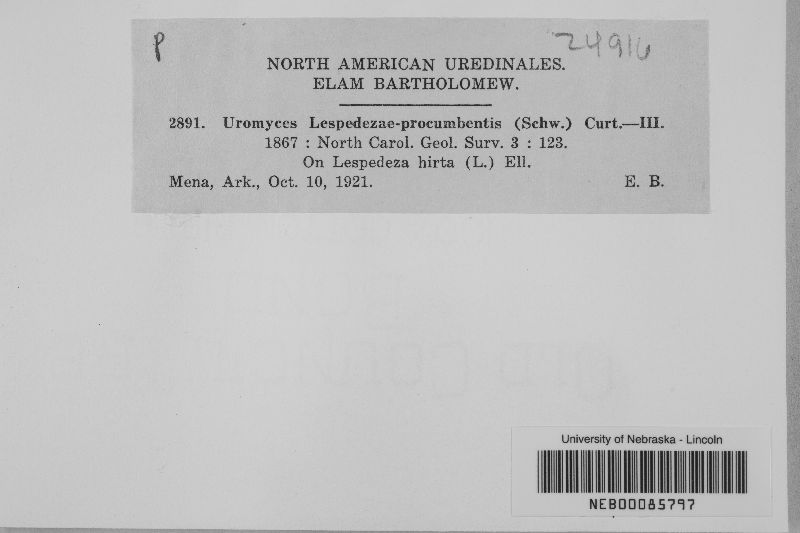 P
24916
NORTH AMERICAN UREDINALES.
ELAM BARTHOLOMEW.
2891. Uromyces Lespedezae-procumbentis (Schw.) Curt.—III.
1867 : North Carol. Geol. Surv. 3 : 123.
On Lespedeza hirta (L.) Ell.
Mena, Ark., Oct. 10, 1921. E. B.
University of Nebraska - Lincoln
NEB00085797